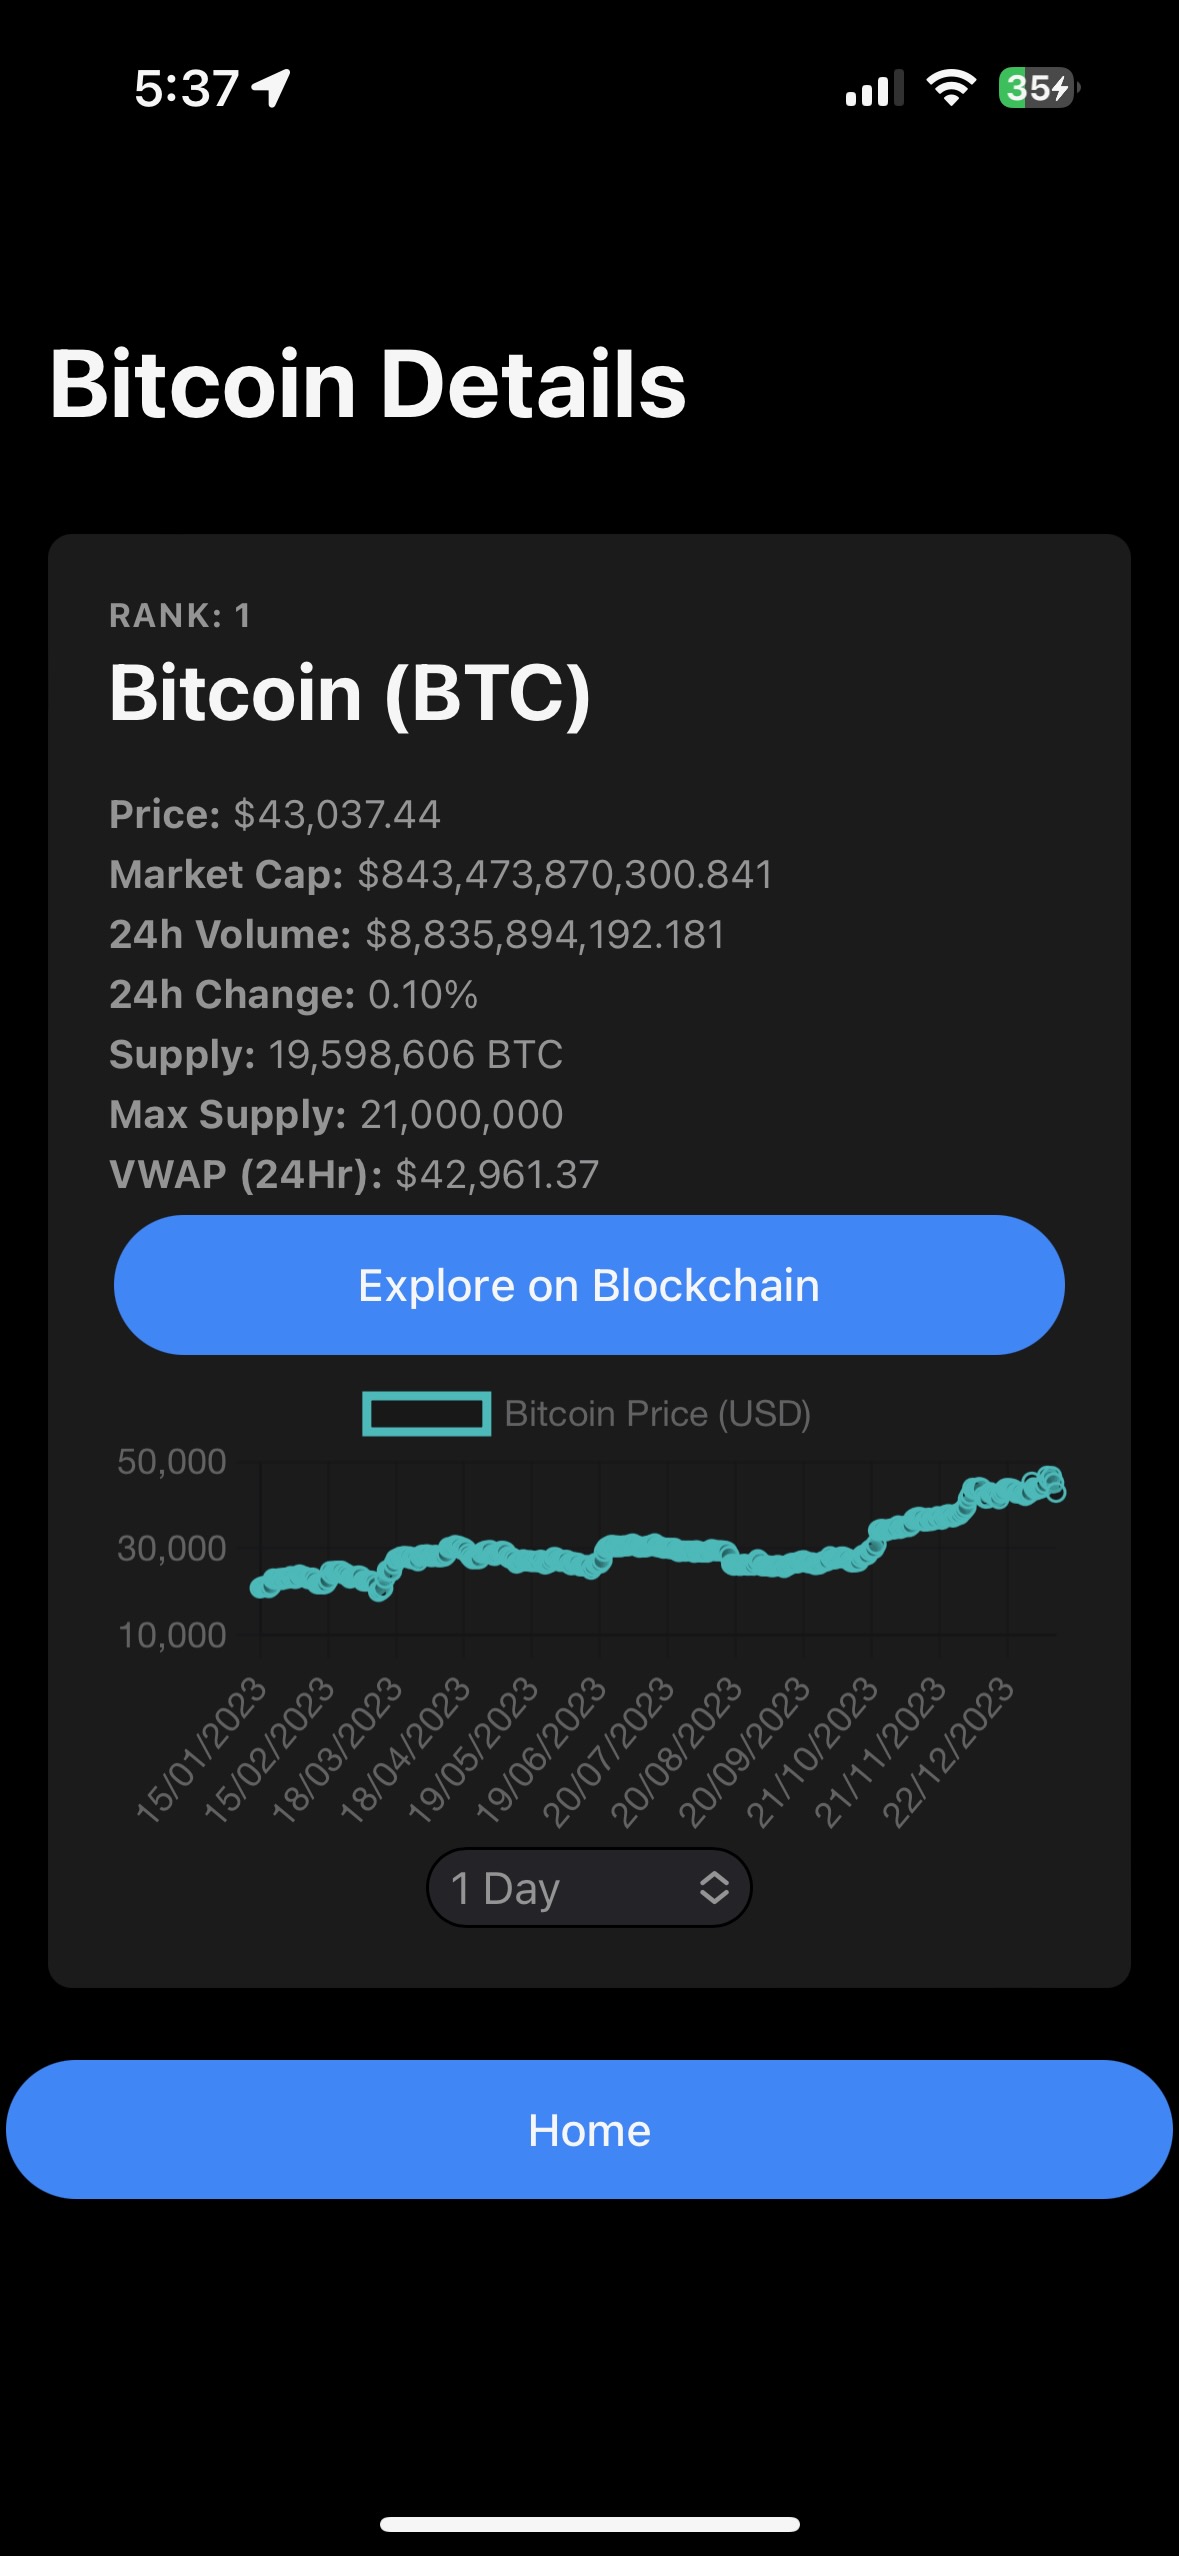 5:37
35
Bitcoin Details
RANK: 1
Bitcoin (BTC)
Price: $43,037.44
Market Cap: $843,473,870,300.841
24h Volume: $8,835,894,192.181
24h Change: 0.10%
Supply: 19,598,606 BTC
Max Supply: 21,000,000
VWAP (24Hr): $42,961.37
Explore on Blockchain
Bitcoin Price (USD)
50,000
30,000
10,000
15/01/2023
15/02/2023
18/03/2023
18/04/2023
19/05/2023
19/06/2023
20/07/2023
20/08/2023
20/09/2023
21/10/2023
21/11/2023
22/12/2023
1 Day
Home